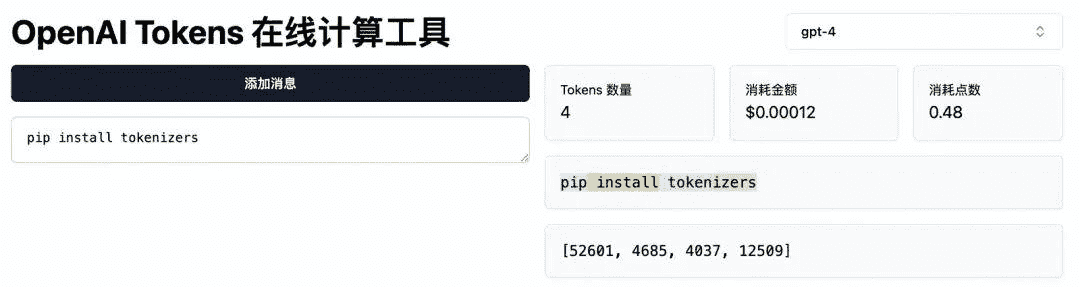 OpenAI Tokens 在线计算工具
gpt-4
添加消息
pip install tokenizers
Tokens 数量
4
消耗金额
$0.00012
消耗点数
0.48
pip install tokenizers
[52601, 4685, 4037, 12509]